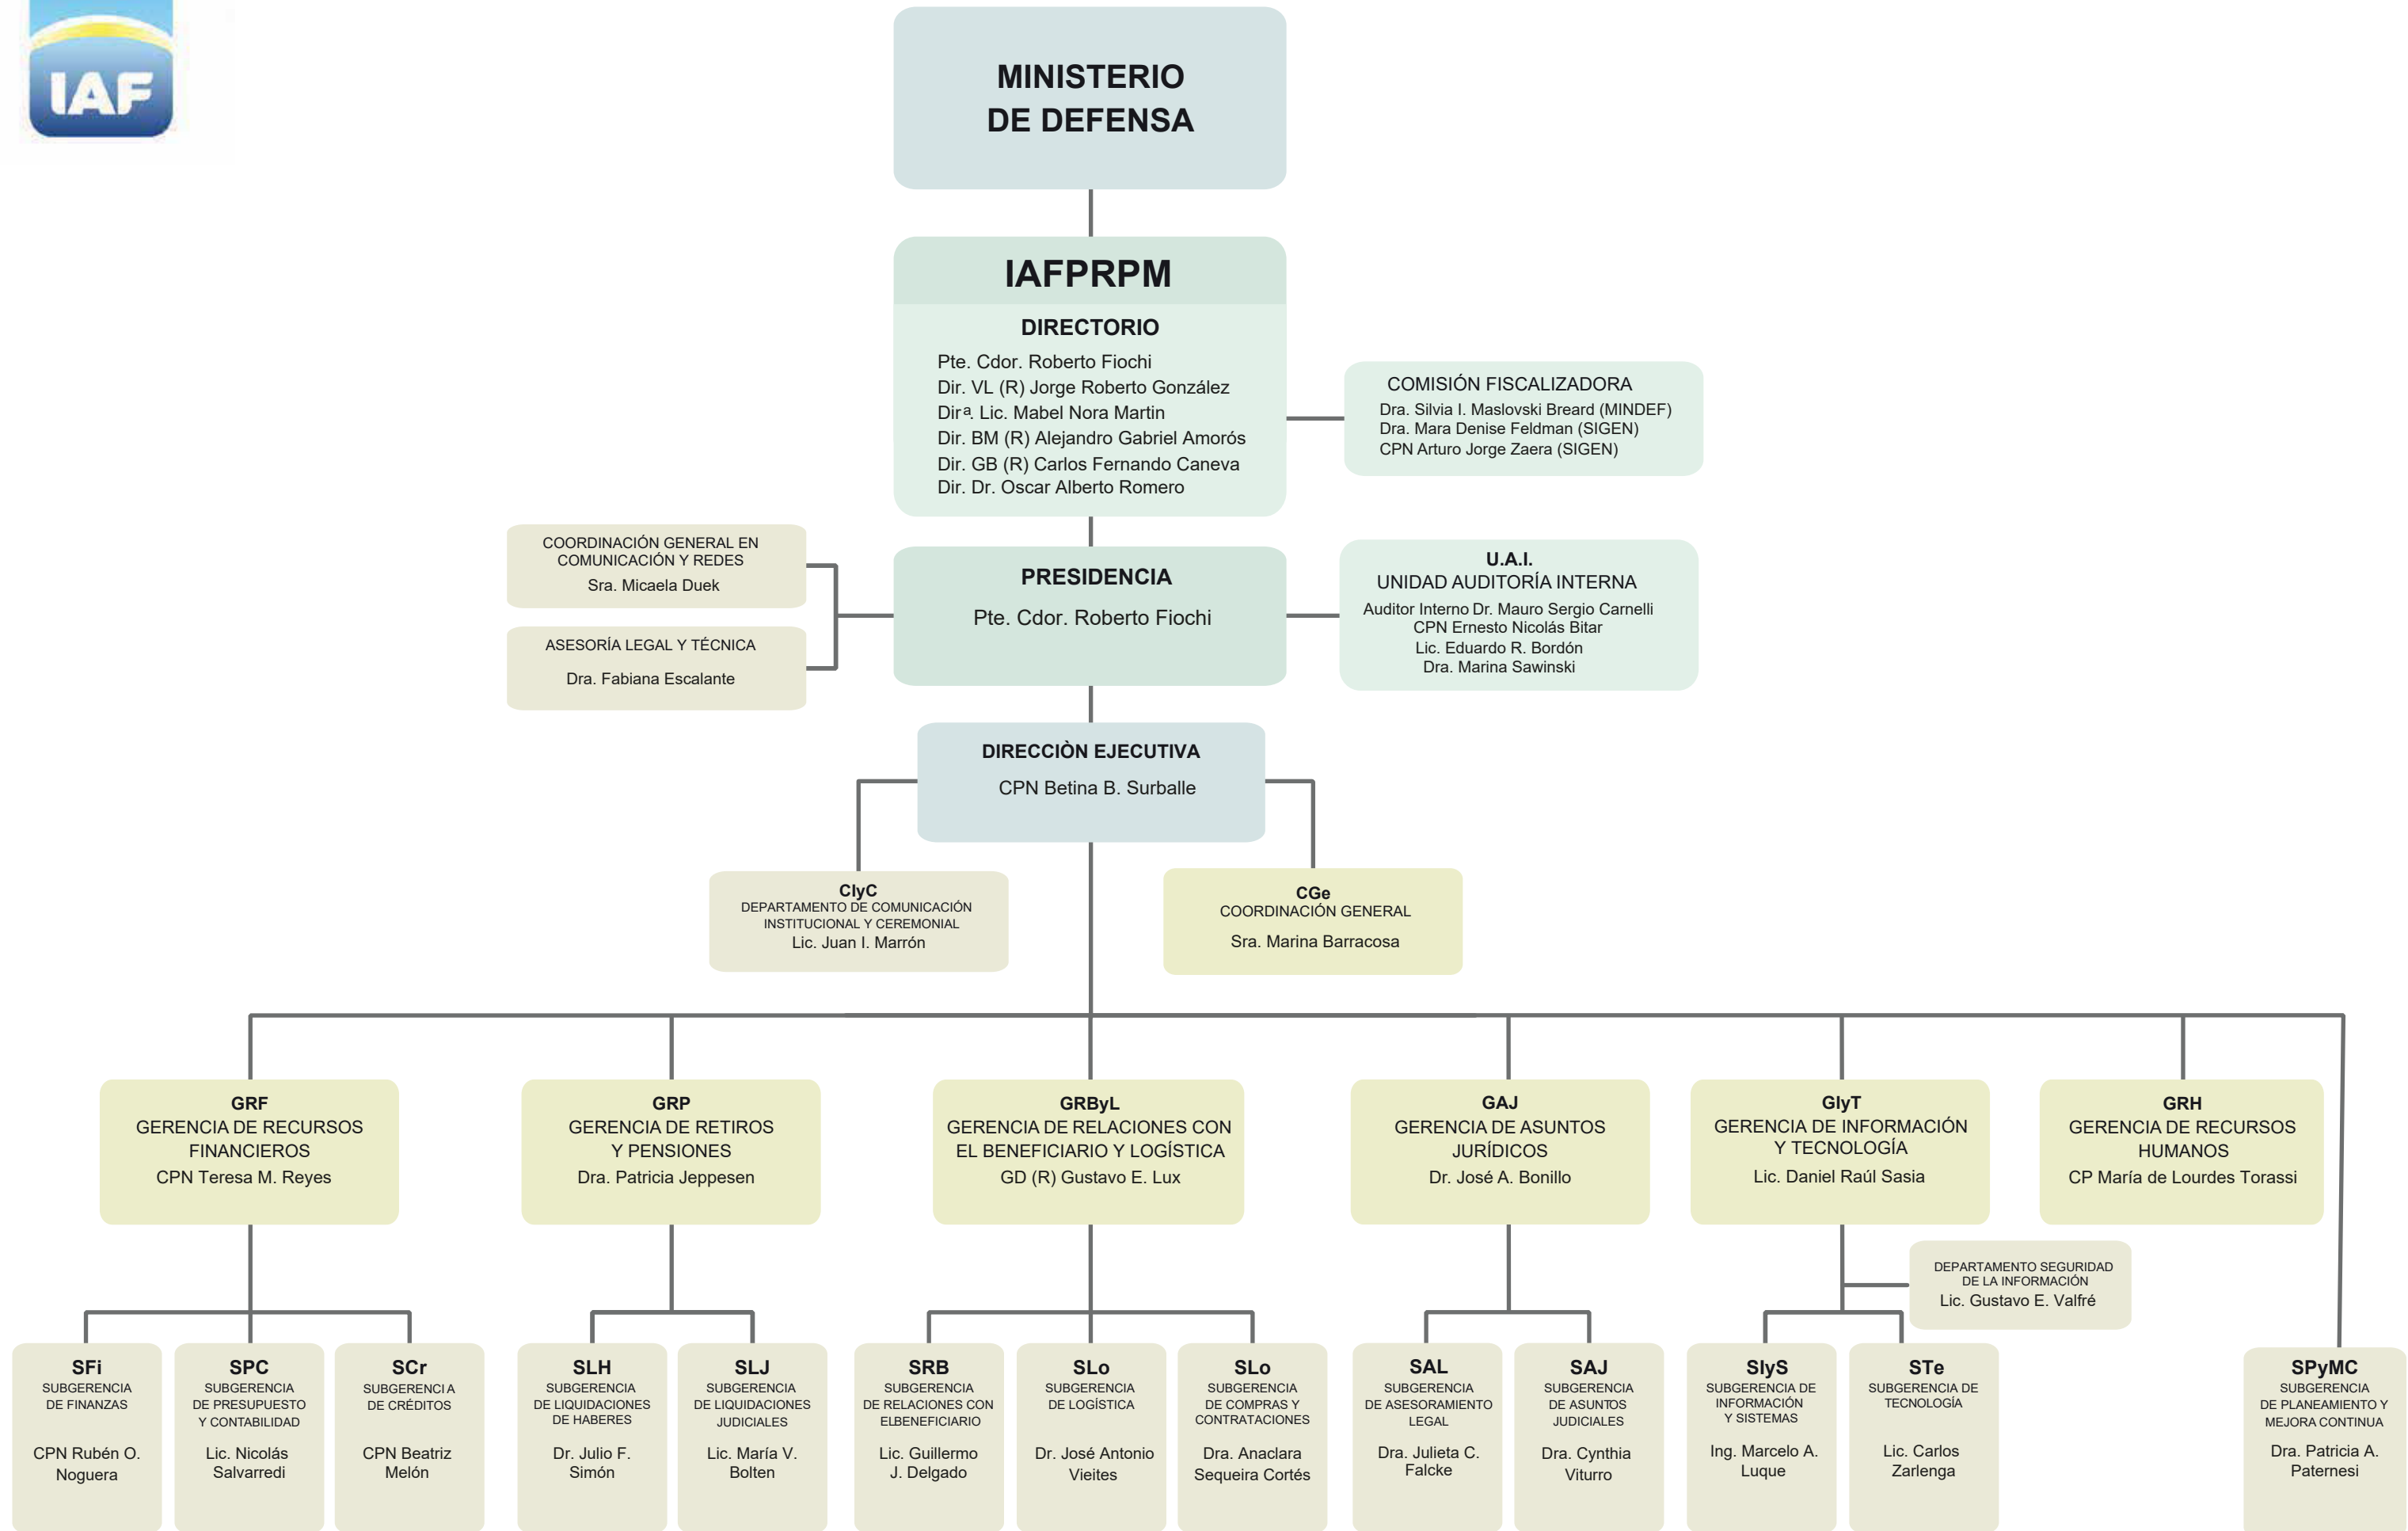 IAF
MINISTERIO
DE DEFENSA
IAFPRPM
DIRECTORIO
Pte. Cdor. Roberto Fiochi
Dir. VL (R) Jorge Roberto González
Dirª. Lic. Mabel Nora Martin
Dir. BM (R) Alejandro Gabriel Amorós
Dir. GB (R) Carlos Fernando Caneva
Dir. Dr. Oscar Alberto Romero
COMISIÓN FISCALIZADORA
Dra. Silvia I. Maslovski Breard (MINDEF)
Dra. Mara Denise Feldman (SIGEN)
CPN Arturo Jorge Zaera (SIGEN)
COORDINACIÓN GENERAL EN
COMUNICACIÓN Y REDES
Sra. Micaela Duek
ASESORÍA LEGAL Y TÉCNICA
Dra. Fabiana Escalante
PRESIDENCIA
Pte. Cdor. Roberto Fiochi
U.A.I.
UNIDAD AUDITORÍA INTERNA
Auditor Interno Dr. Mauro Sergio Carnelli
CPN Ernesto Nicolás Bitar
Lic. Eduardo R. Bordón
Dra. Marina Sawinski
DIRECCIÒN EJECUTIVA
CPN Betina B. Surballe
CIyC
DEPARTAMENTO DE COMUNICACIÓN
INSTITUCIONAL Y CEREMONIAL
Lic. Juan I. Marrón
CGe
COORDINACIÓN GENERAL
Sra. Marina Barracosa
GRF
GERENCIA DE RECURSOS
FINANCIEROS
CPN Teresa M. Reyes
GRP
GERENCIA DE RETIROS
Y PENSIONES
Dra. Patricia Jeppesen
GRByL
GERENCIA DE RELACIONES CON
EL BENEFICIARIO Y LOGÍSTICA
GD (R) Gustavo E. Lux
GAJ
GERENCIA DE ASUNTOS
JURÍDICOS
Dr. José A. Bonillo
GIyT
GERENCIA DE INFORMACIÓN
Y TECNOLOGÍA
Lic. Daniel Raúl Sasia
GRH
GERENCIA DE RECURSOS
HUMANOS
CP María de Lourdes Torassi
DEPARTAMENTO SEGURIDAD
DE LA INFORMACIÓN
Lic. Gustavo E. Valfré
SFi
SUBGERENCIA
DE FINANZAS
CPN Rubén O.
Noguera
SPC
SUBGERENCIA
DE PRESUPUESTO
Y CONTABILIDAD
Lic. Nicolás
Salvarredi
SCr
SUBGERENCIA
DE CRÉDITOS
CPN Beatriz
Melón
SLH
SUBGERENCIA
DE LIQUIDACIONES
DE HABERES
Dr. Julio F.
Simón
SLJ
SUBGERENCIA
DE LIQUIDACIONES
JUDICIALES
Lic. María V.
Bolten
SRB
SUBGERENCIA
DE RELACIONES CON
ELBENEFICIARIO
Lic. Guillermo
J. Delgado
SLo
SUBGERENCIA
DE LOGÍSTICA
Dr. José Antonio
Vieites
SLo
SUBGERENCIA
DE COMPRAS Y
CONTRATACIONES
Dra. Anaclara
Sequeira Cortés
SAL
SUBGERENCIA
DE ASESORAMIENTO
LEGAL
Dra. Julieta C.
Falcke
SAJ
SUBGERENCIA
DE ASUNTOS
JUDICIALES
Dra. Cynthia
Viturro
SIyS
SUBGERENCIA DE
INFORMACIÓN
Y SISTEMAS
Ing. Marcelo A.
Luque
STe
SUBGERENCIA DE
TECNOLOGÍA
Lic. Carlos
Zarlenga
SPyMC
SUBGERENCIA
DE PLANEAMIENTO Y
MEJORA CONTINUA
Dra. Patricia A.
Paternesi